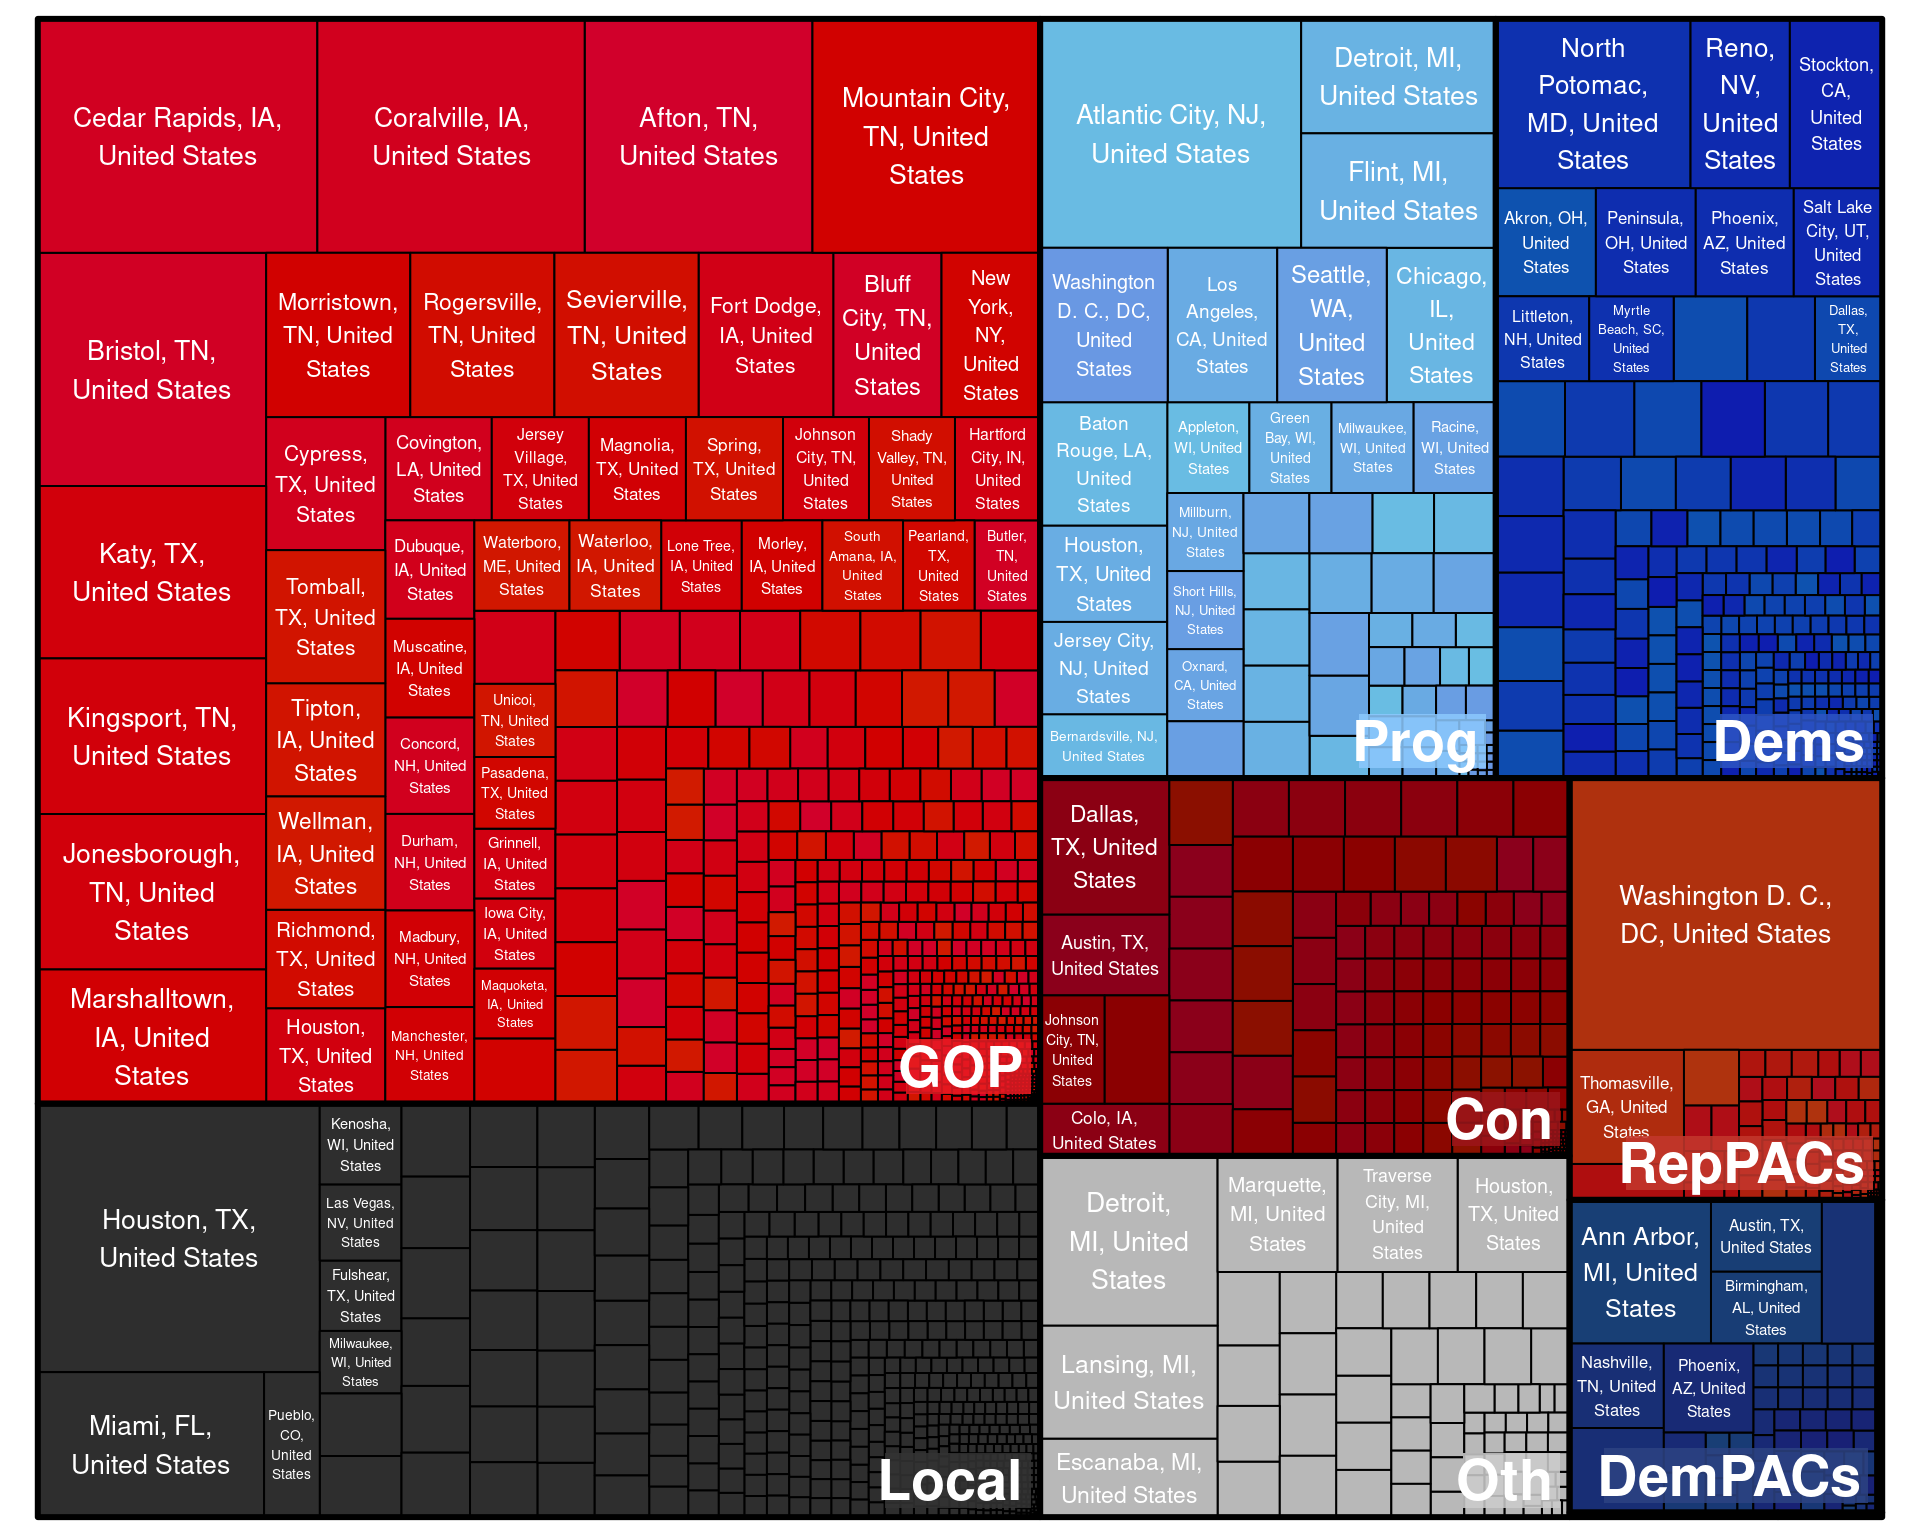 Cedar Rapids, IA,
United States
Coralville, IA,
United States
Afton, TN,
United States
Mountain City,
TN, United
States
Bristol, TN,
United States
Katy, TX,
United States
Kingsport, TN,
United States
Jonesborough,
TN, United
States
Marshalltown,
IA, United
States
Morristown,
TN, United
States
Rogersville,
TN, United
States
Sevierville,
TN, United
States
Fort Dodge,
IA, United
States
Bluff
City, TN,
United
States
New
York,
NY,
United
States
Cypress,
TX, United
States
Tomball,
TX, United
States
Tipton,
IA, United
States
Wellman,
IA, United
States
Richmond,
TX, United
States
Houston,
TX, United
States
Covington,
LA, United
States
Jersey
Village,
TX, United
States
Magnolia,
TX, United
States
Spring,
TX, United
States
Johnson
City, TN,
United
States
Shady
Valley, TN,
United
States
Hartford
City, IN,
United
States
Dubuque,
IA, United
States
Muscatine,
IA, United
States
Concord,
NH, United
States
Durham,
NH, United
States
Madbury,
NH, United
States
Manchester,
NH, United
States
Waterboro,
ME, United
States
Waterloo,
IA, United
States
Lone Tree,
IA, United
States
Morley,
IA, United
States
South
Amana, IA,
United
States
Pearland,
TX,
United
States
Butler,
TN,
United
States
Unicoi,
TN, United
States
Pasadena,
TX, United
States
Grinnell,
IA, United
States
Iowa City,
IA, United
States
Maquoketa,
IA, United
States
GOP
Houston, TX,
United States
Miami, FL,
United States
Pueblo,
CO,
United
States
Kenosha,
WI, United
States
Las Vegas,
NV, United
States
Fulshear,
TX, United
States
Milwaukee,
WI, United
States
Local
Atlantic City, NJ,
United States
Detroit, MI,
United States
Flint, MI,
United States
Washington
D. C., DC,
United
States
Los
Angeles,
CA, United
States
Seattle,
WA,
United
States
Chicago,
IL,
United
States
Baton
Rouge, LA,
United
States
Houston,
TX, United
States
Jersey City,
NJ, United
States
Bernardsville, NJ,
United States
Appleton,
WI, United
States
Green
Bay, WI,
United
States
Milwaukee,
WI, United
States
Racine,
WI, United
States
Millburn,
NJ, United
States
Short Hills,
NJ, United
States
Oxnard,
CA, United
States
Prog
North
Potomac,
MD, United
States
Reno,
NV,
United
States
Stockton,
CA,
United
States
Akron, OH,
United
States
Peninsula,
OH, United
States
Phoenix,
AZ, United
States
Salt Lake
City, UT,
United
States
Littleton,
NH, United
States
Myrtle
Beach, SC,
United
States
Dallas,
TX,
United
States
Dems
Dallas,
TX, United
States
Austin, TX,
United States
Johnson
City, TN,
United
States
Colo, IA,
United States
Con
Washington D. C.,
DC, United States
Thomasville,
GA, United
States
RepPACs
Detroit,
MI, United
States
Lansing, MI,
United States
Escanaba, MI,
United States
Marquette,
MI, United
States
Traverse
City, MI,
United
States
Houston,
TX, United
States
Oth
Ann Arbor,
MI, United
States
Austin, TX,
United States
Birmingham,
AL, United
States
Nashville,
TN, United
States
Phoenix,
AZ, United
States
DemPACs